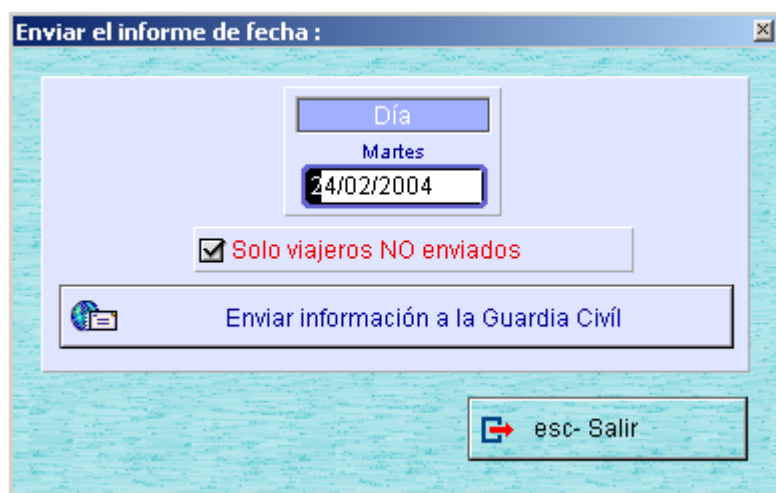 Enviar el informe de fecha :
Día
Martes
24/02/2004
Solo viajeros NO enviados
Enviar información a la Guardia Civíl
esc- Salir